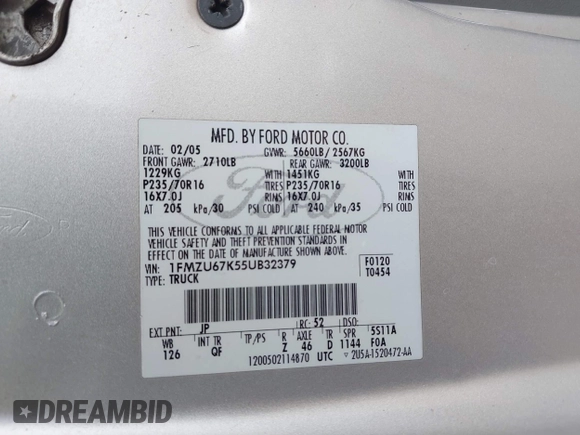 MFD. BY FORD MOTOR CO.
DATE: 02/05 GVWR: 5660LB/ 2567KG
FRONT GAWR: 2710LB REAR GAWR: 3200LB
1229KG WITH 1451KG WITH
P235/70R16 TIRES P235/70R16 TIRES
16X7.0J RIMS 16X7.0J RIMS
AT 205 kPa/30 PSI COLD AT 240 kPa/35 PSI COLD
THIS VEHICLE CONFORMS TO ALL APPLICABLE FEDERAL MOTOR
VEHICLE SAFETY AND THEFT PREVENTION STANDARDS IN
EFFECT ON THE DATE OF MANUFACTURE SHOWN ABOVE.
VIN: 1FMZU67K55UB32379 F0120
TYPE: TRUCK T0454
EXT PNT: JP RC: 52 DSO:
WB INT TR TP/PS R AXLE TR SPR 5S11A
126 QF Z 46 D 1144 F0A
1200502114870 UTC 2U5A-1520472-AA
Ford
DREAMBID